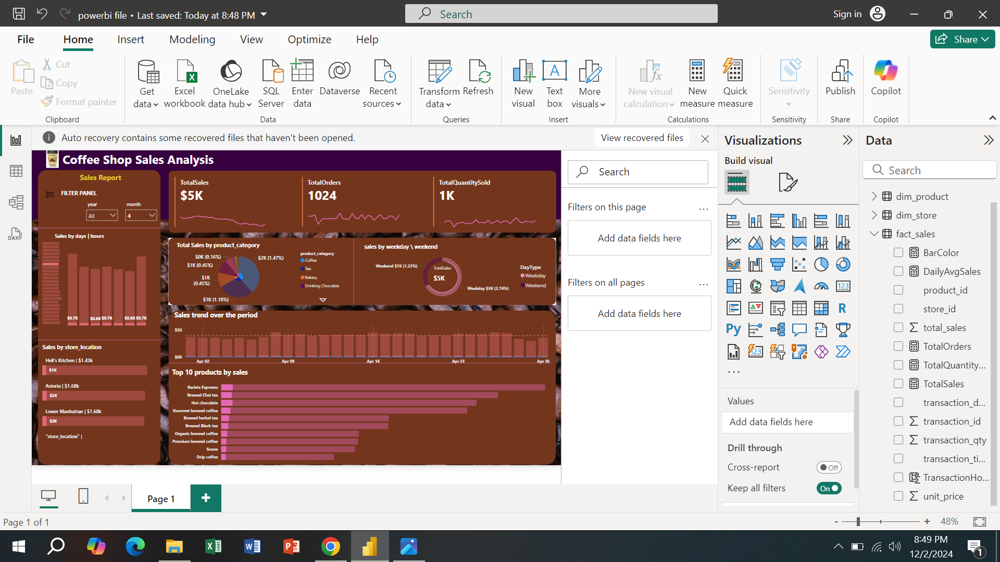 powerbi file • Last saved: Today at 8:48 PM
Search
Sign in
File
Home
Insert
Modeling
View
Optimize
Help
Share
Paste
Cut
Copy
Format painter
Clipboard
Get data
Excel workbook
OneLake data hub
SQL Server
Enter data
Dataverse
Recent sources
Data
Transform data
Refresh
Queries
New visual
Text box
More visuals
Insert
New visual calculation
New measure
Quick measure
Calculations
Sensitivity
Sensitivity
Publish
Share
Copilot
Copilot
Auto recovery contains some recovered files that haven't been opened.
View recovered files
DAX
Coffee Shop Sales Analysis
Sales Report
FILTER PANEL
year
month
All
4
Sales by days | hours
$0.7K
$0.6K
$0.7K
$0.6K
$0.7K
Sales by store_location
Hell's Kitchen | $1.43k
$1K
Astoria | $1.68k
$2K
Lower Manhattan | $1.60k
$2K
"store_location" |
TotalSales
$5K
TotalOrders
1024
TotalQuantitySold
1K
Total Sales by product_category
$0K (0.16%)
$1K (0.45%)
$1K
(0.45%)
$1K (1.18%)
$2K (1.47%)
product_category
Coffee
Tea
Bakery
Drinking Chocolate
sales by weekday \ weekend
Weekend $1K (1.22%)
TotalSales
$5K
Weekday $3K (2.74%)
DayType
Weekday
Weekend
Sales trend over the period
$5K
$0K
Apr 02
Apr 09
Apr 16
Apr 23
Apr 30
Top 10 products by sales
Barista Espresso
Brewed Chai tea
Hot chocolate
Gourmet brewed coffee
Brewed herbal tea
Brewed Black tea
Organic brewed coffee
Premium brewed coffee
Scone
Drip coffee
Search
Filters on this page
...
Add data fields here
Filters on all pages
...
Add data fields here
Visualizations
Build visual
123
R
Py
123
...
Values
Add data fields here
Drill through
Cross-report
Off
Keep all filters
On
Data
Search
dim_product
dim_store
fact_sales
BarColor
DailyAvgSales
product_id
store_id
total_sales
TotalOrders
TotalQuantity...
TotalSales
transaction_d...
transaction_id
transaction_qty
transaction_ti...
TransactionHo...
unit_price
Page 1
Page 1 of 1
- + 48%
8:49 PM
12/2/2024
1